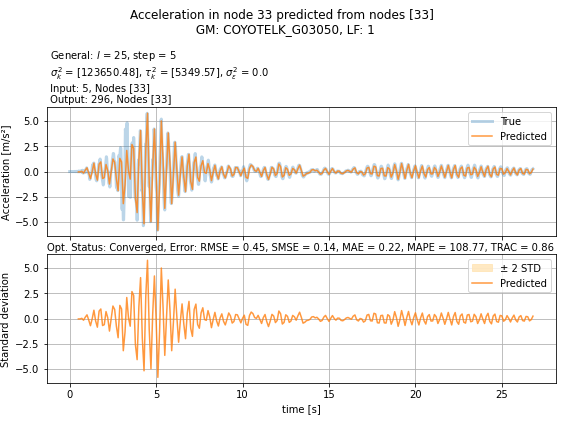 Acceleration in node 33 predicted from nodes [33]
GM: COYOTELK_G03050, LF: 1
General: l = 25, step = 5
σ²ₖ = [123650.48], τ²ₖ = [5349.57], σ²ₑ = 0.0
Input: 5, Nodes [33]
Output: 296, Nodes [33]
Acceleration [m/s²]
5.0
2.5
0.0
−2.5
−5.0
True
Predicted
Opt. Status: Converged, Error: RMSE = 0.45, SMSE = 0.14, MAE = 0.22, MAPE = 108.77, TRAC = 0.86
Standard deviation
5.0
2.5
0.0
−2.5
−5.0
± 2 STD
Predicted
0 5 10 15 20 25
time [s]